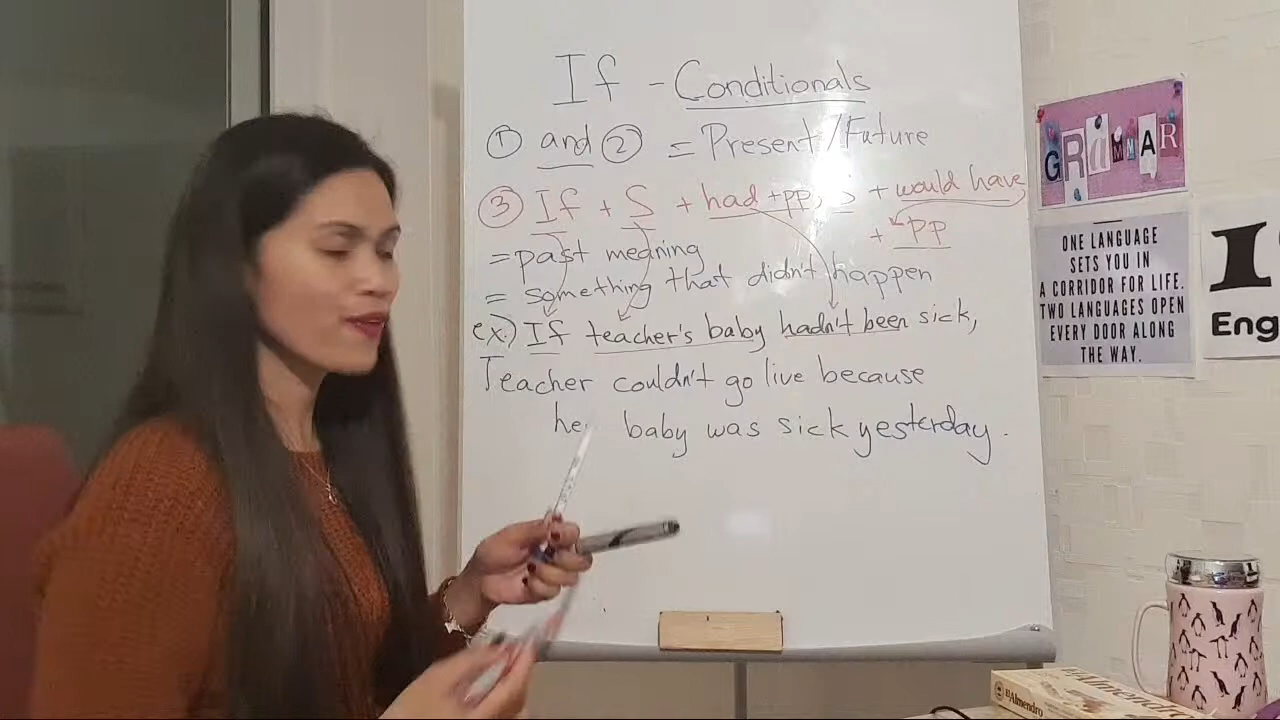 If - Conditionals
① and ② = Present/Future
③ If + S + had + pp, S + would have
+ pp
= past meaning
= something that didn't happen
ex.) If teacher's baby hadn't been sick,
Teacher couldn't go live because
baby was sick yesterday.
GRAMMAR
ONE LANGUAGE
SETS YOU IN
A CORRIDOR FOR LIFE.
TWO LANGUAGES OPEN
EVERY DOOR ALONG
THE WAY.
I
Eng
El Almendro